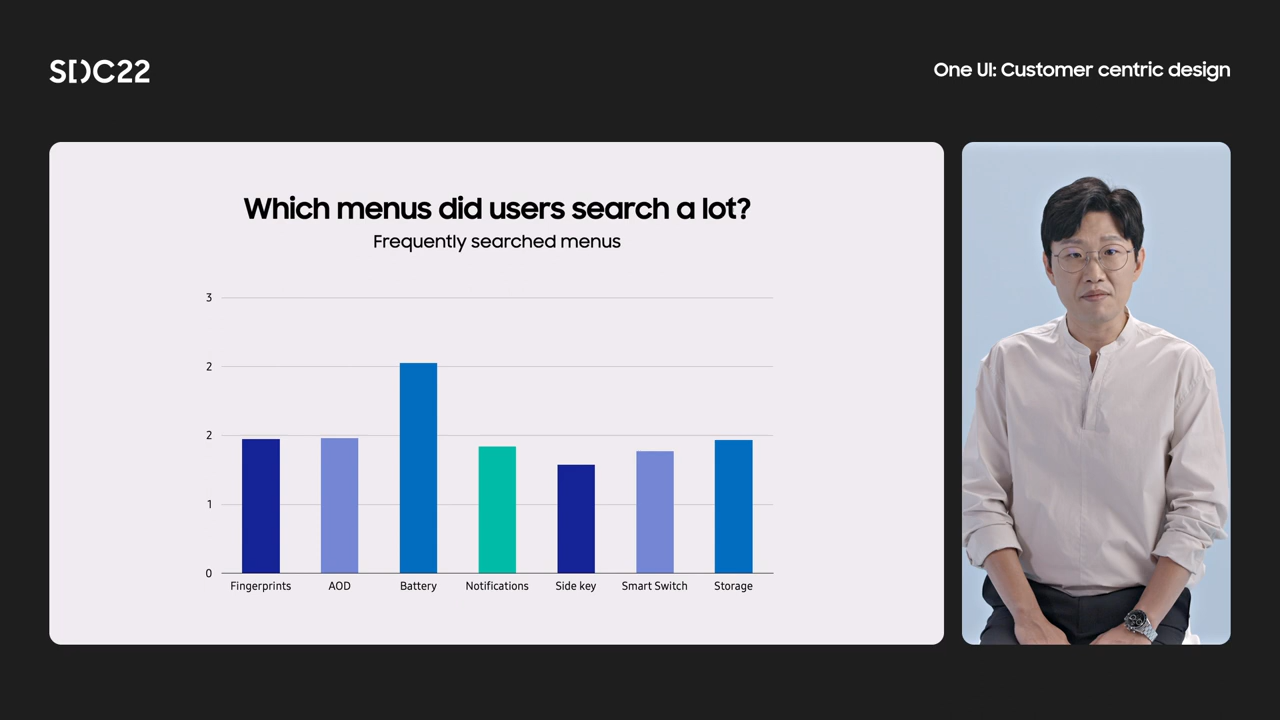 SDC22
One UI: Customer centric design
Which menus did users search a lot?
Frequently searched menus
3
2
2
1
0
Fingerprints AOD Battery Notifications Side key Smart Switch Storage